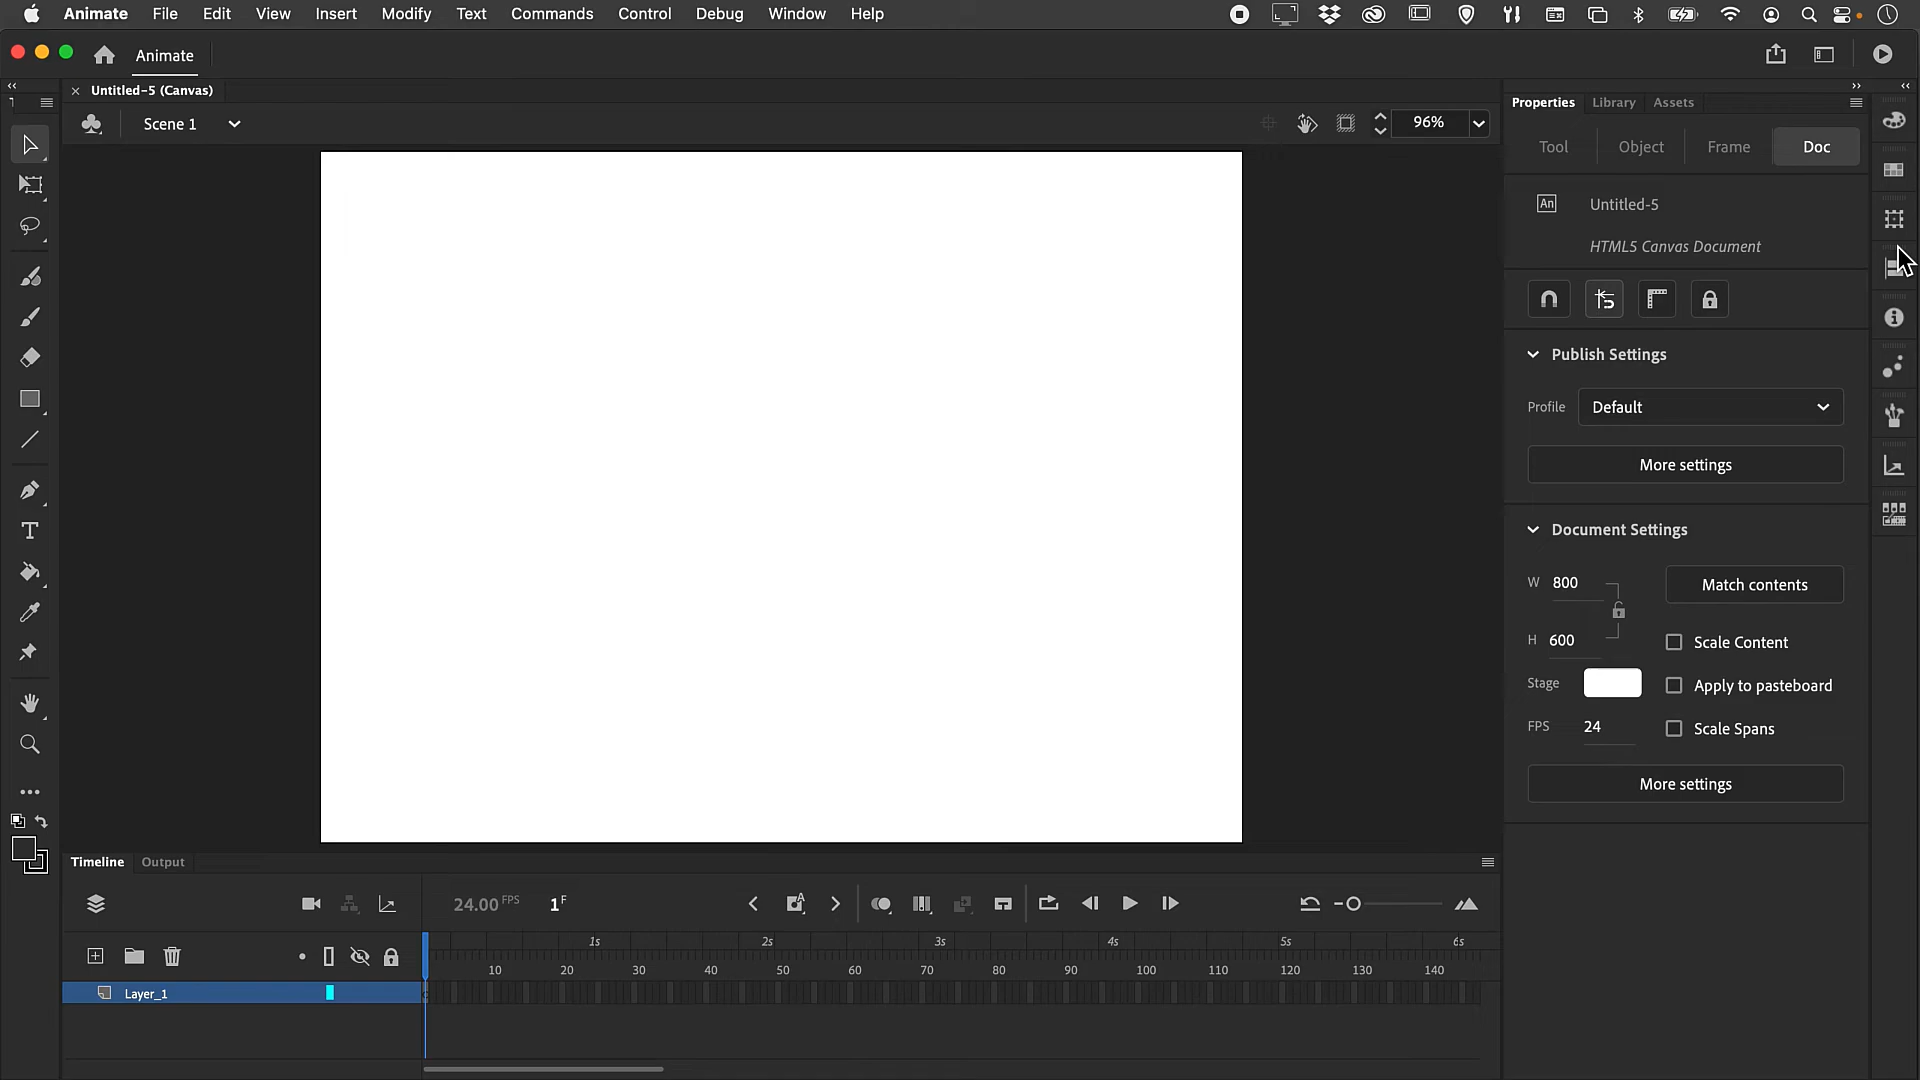 Animate File Edit View Insert Modify Text Commands Control Debug Window Help
Animate
Untitled-5 (Canvas)
Scene 1
96%
Properties Library Assets
Tool Object Frame Doc
An Untitled-5
HTML5 Canvas Document
Publish Settings
Profile Default
More settings
Document Settings
W 800
Match contents
H 600
Scale Content
Stage
Apply to pasteboard
FPS 24
Scale Spans
More settings
Timeline Output
24.00 FPS 1 F
1s 2s 3s 4s 5s 6s
10 20 30 40 50 60 70 80 90 100 110 120 130 140
Layer_1